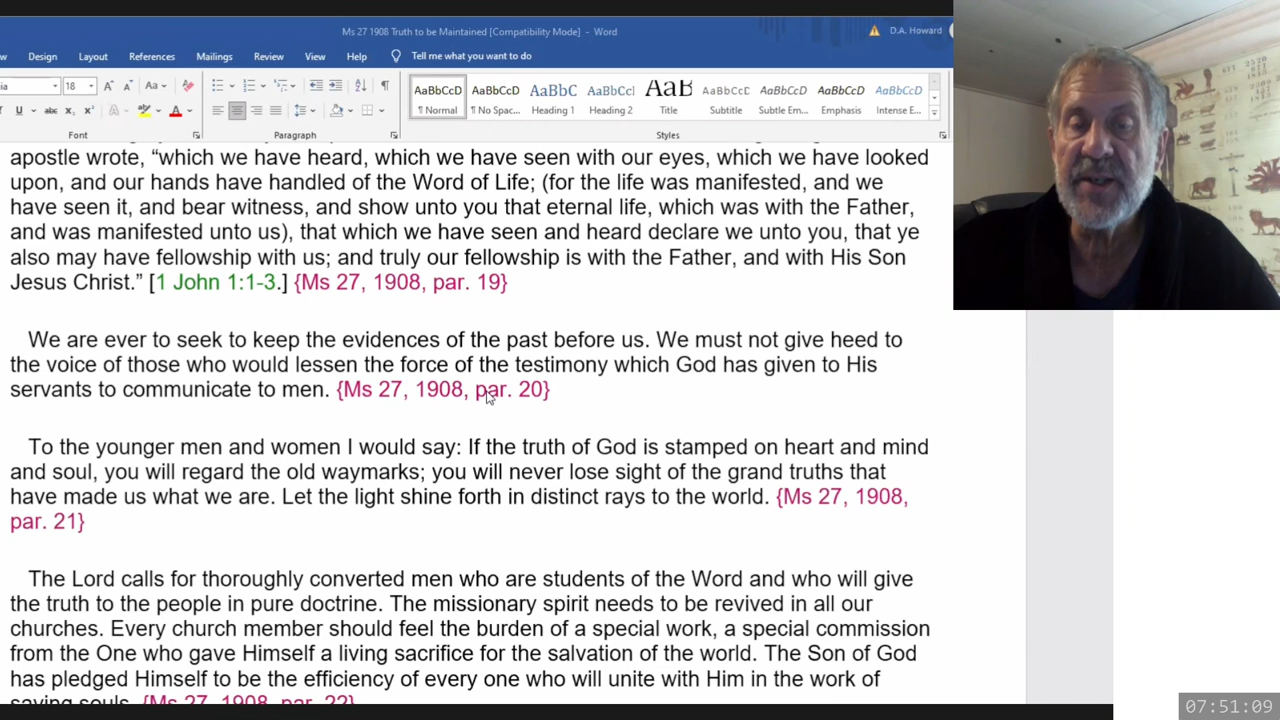 Ms 27 1908 Truth to be Maintained [Compatibility Mode] - Word
D.A. Howard
Design Layout References Mailings Review View Help Tell me what you want to do
18 Aa
AaBbCcD AaBbCcD AaBbC AaBbCcI AaB AaBbCcD AaBbCcD AaBbCcD AaBbCcD
¶ Normal ¶ No Spac... Heading 1 Heading 2 Title Subtitle Subtle Em... Emphasis Intense E...
Font Paragraph Styles
apostle wrote, “which we have heard, which we have seen with our eyes, which we have looked
upon, and our hands have handled of the Word of Life; (for the life was manifested, and we
have seen it, and bear witness, and show unto you that eternal life, which was with the Father,
and was manifested unto us), that which we have seen and heard declare we unto you, that ye
also may have fellowship with us; and truly our fellowship is with the Father, and with His Son
Jesus Christ.” [1 John 1:1-3.] {Ms 27, 1908, par. 19}
We are ever to seek to keep the evidences of the past before us. We must not give heed to
the voice of those who would lessen the force of the testimony which God has given to His
servants to communicate to men. {Ms 27, 1908, par. 20}
To the younger men and women I would say: If the truth of God is stamped on heart and mind
and soul, you will regard the old waymarks; you will never lose sight of the grand truths that
have made us what we are. Let the light shine forth in distinct rays to the world. {Ms 27, 1908,
par. 21}
The Lord calls for thoroughly converted men who are students of the Word and who will give
the truth to the people in pure doctrine. The missionary spirit needs to be revived in all our
churches. Every church member should feel the burden of a special work, a special commission
from the One who gave Himself a living sacrifice for the salvation of the world. The Son of God
has pledged Himself to be the efficiency of every one who will unite with Him in the work of
saving souls. {Ms 27, 1908, par. 22}
07:51:09